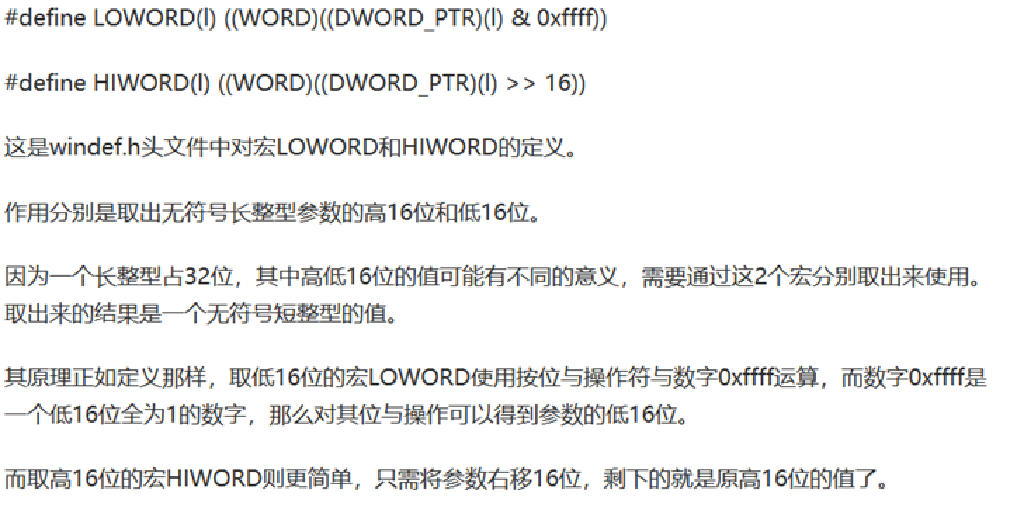 #define LOWORD(l) ((WORD)((DWORD_PTR)(l) & 0xffff))
#define HIWORD(l) ((WORD)((DWORD_PTR)(l) >> 16))
这是windef.h头文件中对宏LOWORD和HIWORD的定义。
作用分别是取出无符号长整型参数的高16位和低16位。
因为一个长整型占32位，其中高低16位的值可能有不同的意义，需要通过这2个宏分别取出来使用。
取出来的结果是一个无符号短整型的值。
其原理正如定义那样，取低16位的宏LOWORD使用按位与操作符与数字0xffff运算，而数字0xffff是
一个低16位全为1的数字，那么对其位与操作可以得到参数的低16位。
而取高16位的宏HIWORD则更简单，只需将参数右移16位，剩下的就是原高16位的值了。